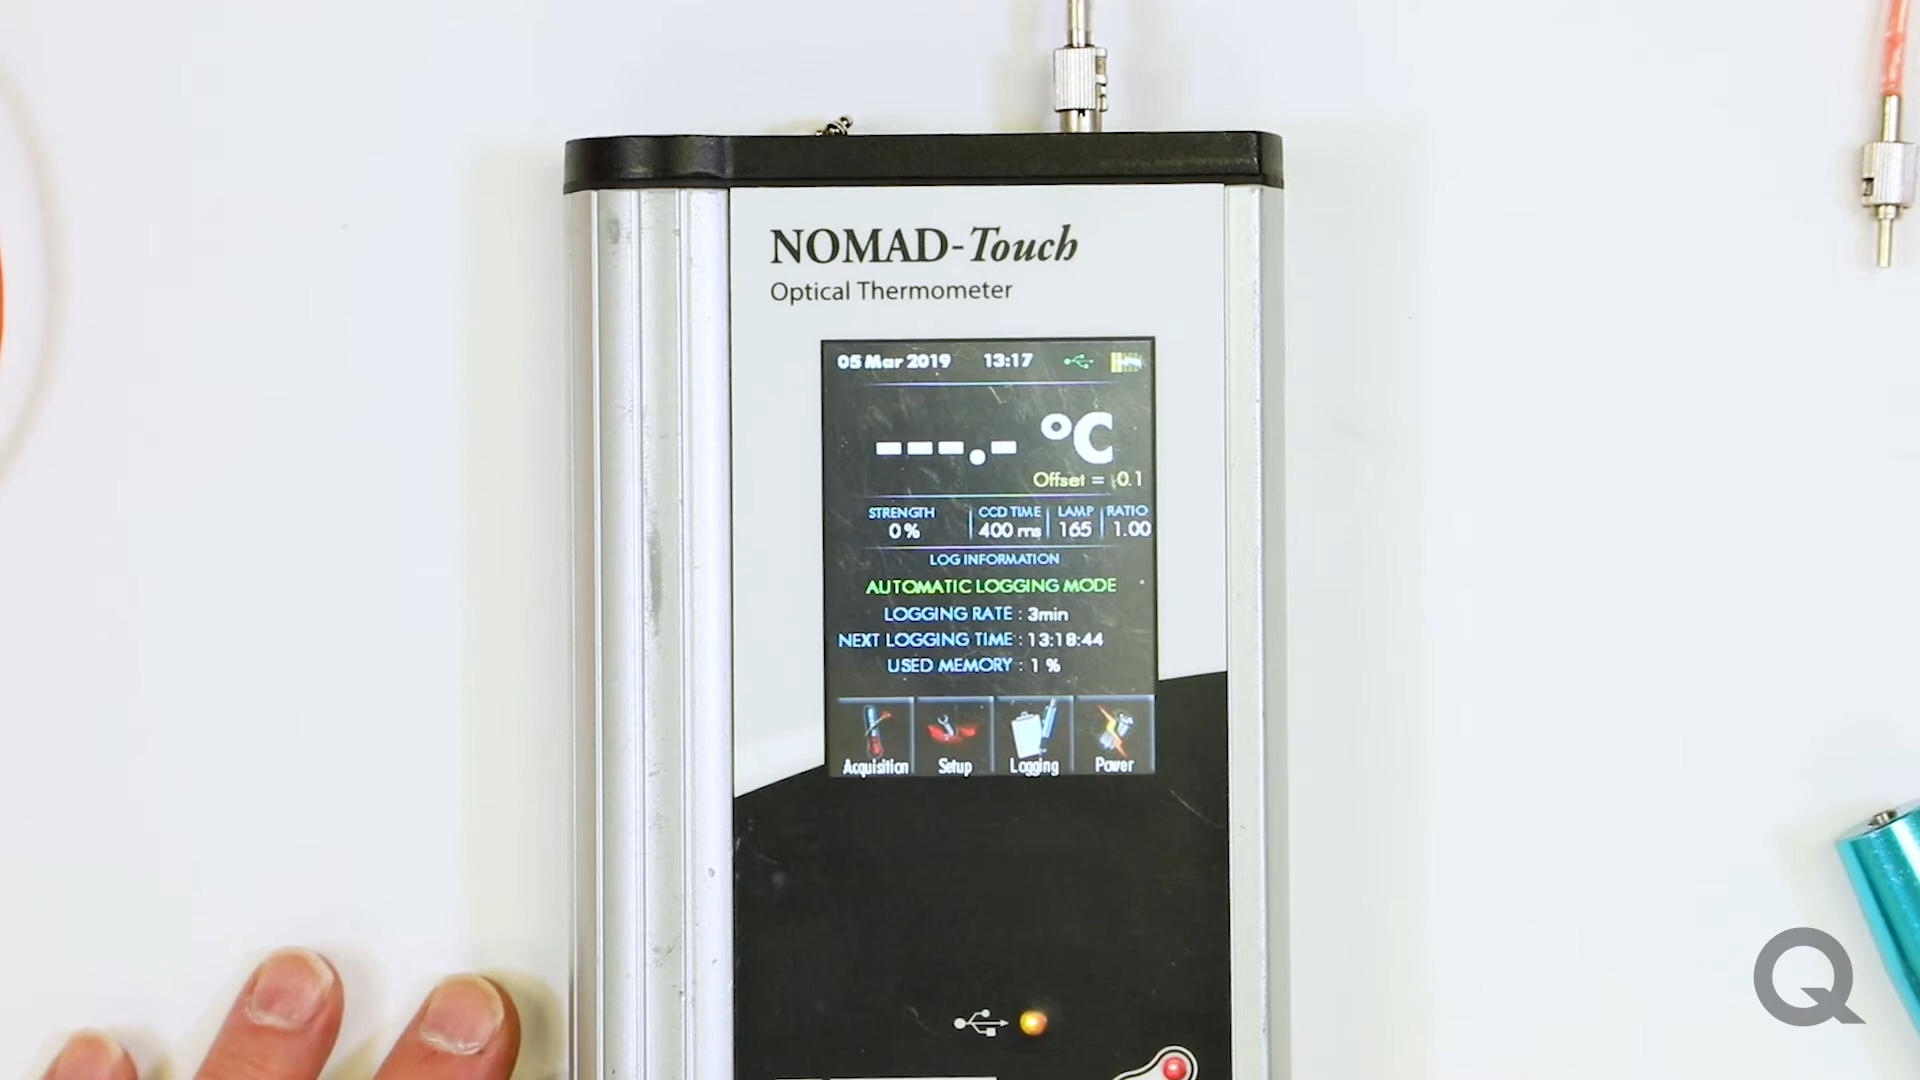 NOMAD-Touch
Optical Thermometer
05 Mar 2019 13:17
---.- °C
Offset = 0.1
STRENGTH CCD TIME LAMP RATIO
0 % 400 ms 165 1.00
LOG INFORMATION
AUTOMATIC LOGGING MODE
LOGGING RATE : 3min
NEXT LOGGING TIME : 13:18:44
USED MEMORY : 1 %
Acquisition Setup Logging Power
Q